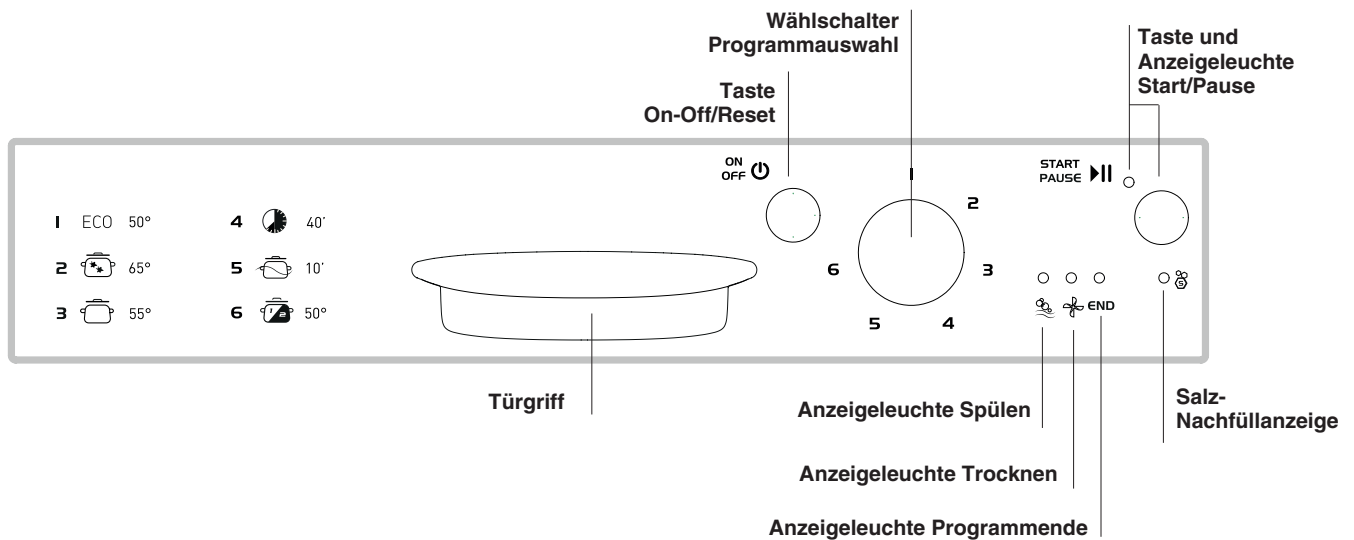 Wählschalter
Programmauswahl
Taste und
Anzeigeleuchte
Start/Pause
Taste
On-Off/Reset
ON
OFF
START
PAUSE
1 ECO 50°
2 65°
3 55°
4 40'
5 10'
6 50°
1
2
3
4
5
6
END
S
Türgriff
Anzeigeleuchte Spülen
Salz-
Nachfüllanzeige
Anzeigeleuchte Trocknen
Anzeigeleuchte Programmende